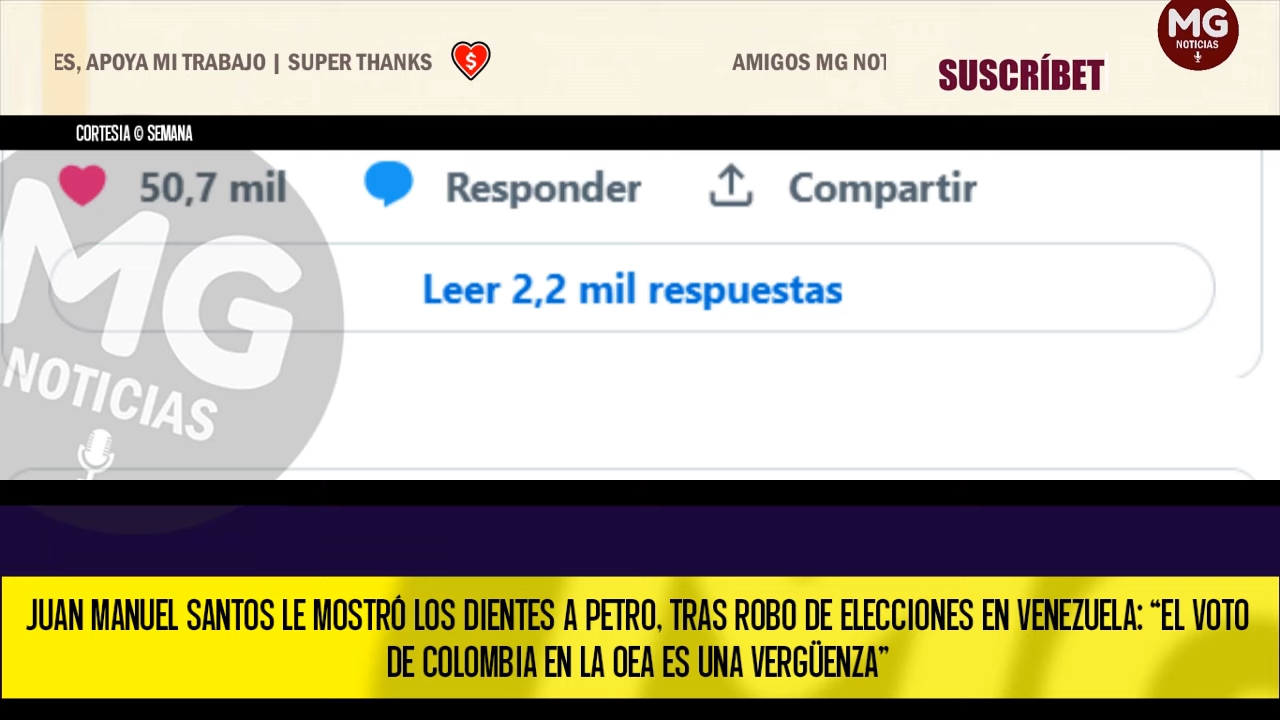 ES, APOYA MI TRABAJO | SUPER THANKS
AMIGOS MG NOT
SUSCRÍBET
MG
NOTICIAS
CORTESIA © SEMANA
50,7 mil
Responder
Compartir
Leer 2,2 mil respuestas
MG
NOTICIAS
JUAN MANUEL SANTOS LE MOSTRÓ LOS DIENTES A PETRO, TRAS ROBO DE ELECCIONES EN VENEZUELA: “EL VOTO
DE COLOMBIA EN LA OEA ES UNA VERGÜENZA”